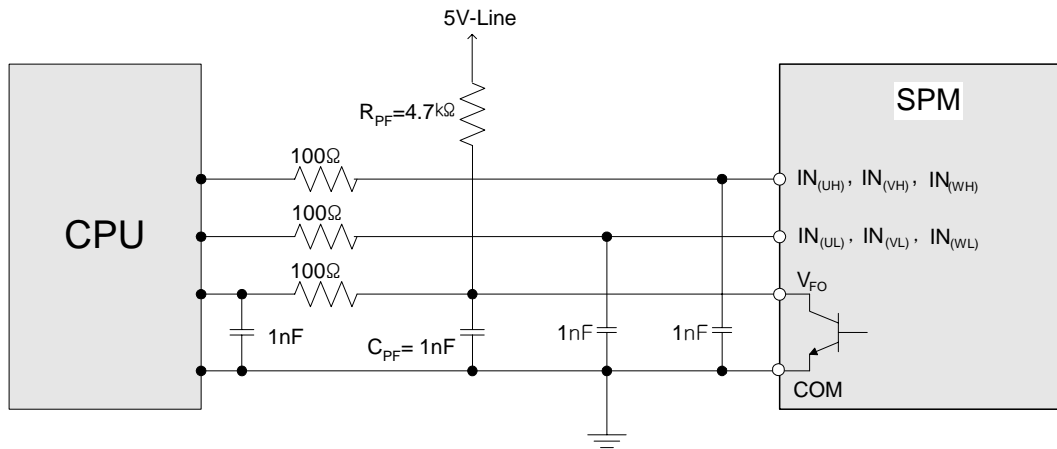 5V-Line
SPM
R_PF=4.7kΩ
100Ω
IN(UH) , IN(VH) , IN(WH)
CPU
100Ω
IN(UL) , IN(VL) , IN(WL)
100Ω
V_FO
1nF
C_PF= 1nF
1nF
1nF
COM